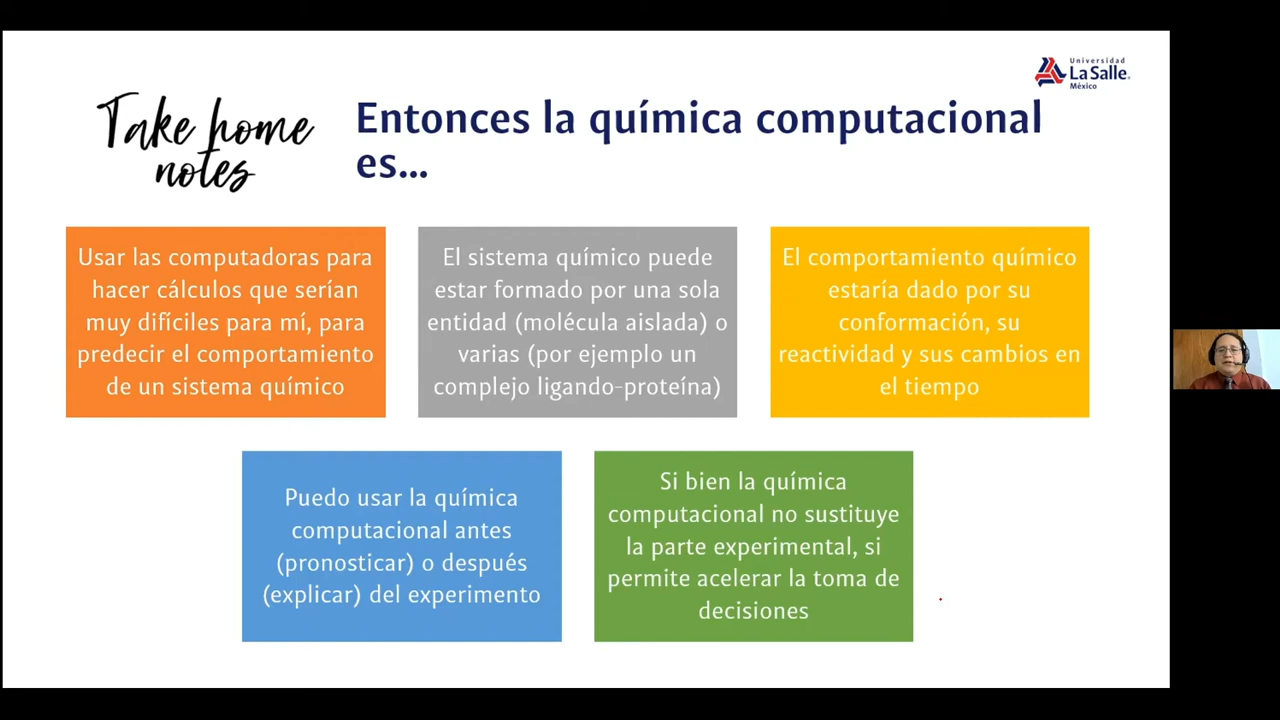 Universidad
La Salle®
México
Take home
notes
Entonces la química computacional
es...
Usar las computadoras para
hacer cálculos que serían
muy difíciles para mí, para
predecir el comportamiento
de un sistema químico
El sistema químico puede
estar formado por una sola
entidad (molécula aislada) o
varias (por ejemplo un
complejo ligando-proteína)
El comportamiento químico
estaría dado por su
conformación, su
reactividad y sus cambios en
el tiempo
Puedo usar la química
computacional antes
(pronosticar) o después
(explicar) del experimento
Si bien la química
computacional no sustituye
la parte experimental, si
permite acelerar la toma de
decisiones